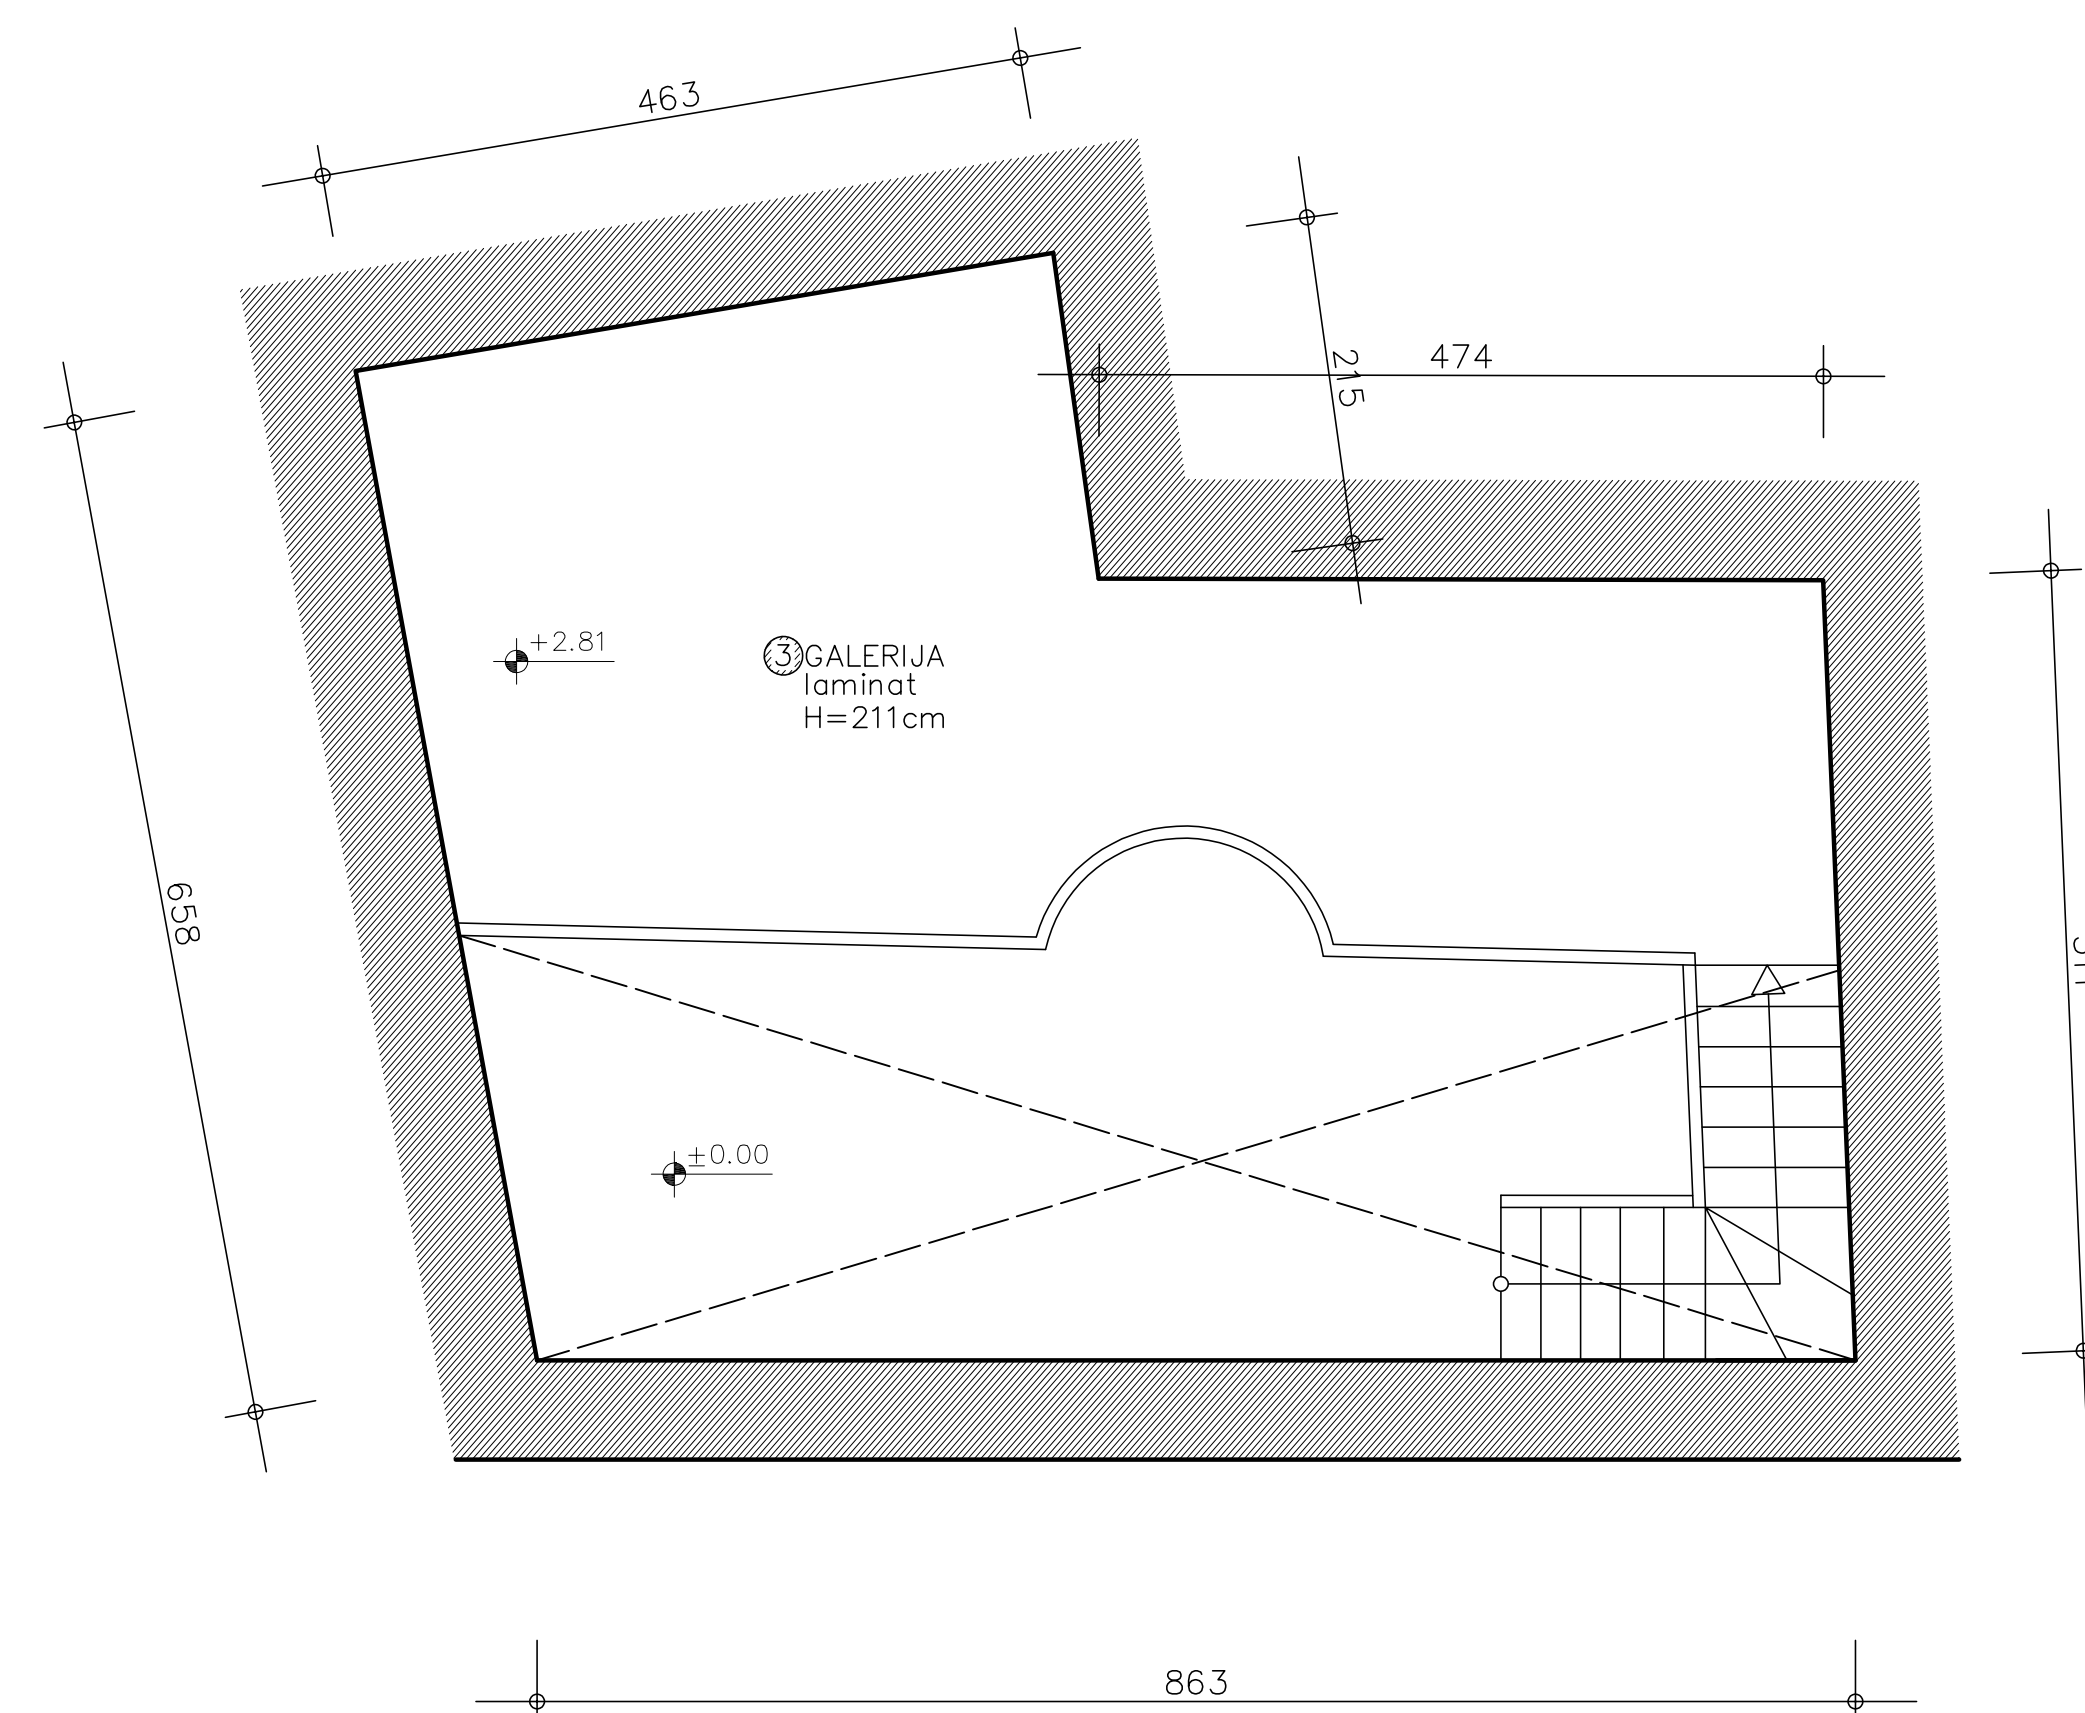 463
474
215
+2.81
3 GALERIJA
laminat
H=211cm
658
±0.00
863